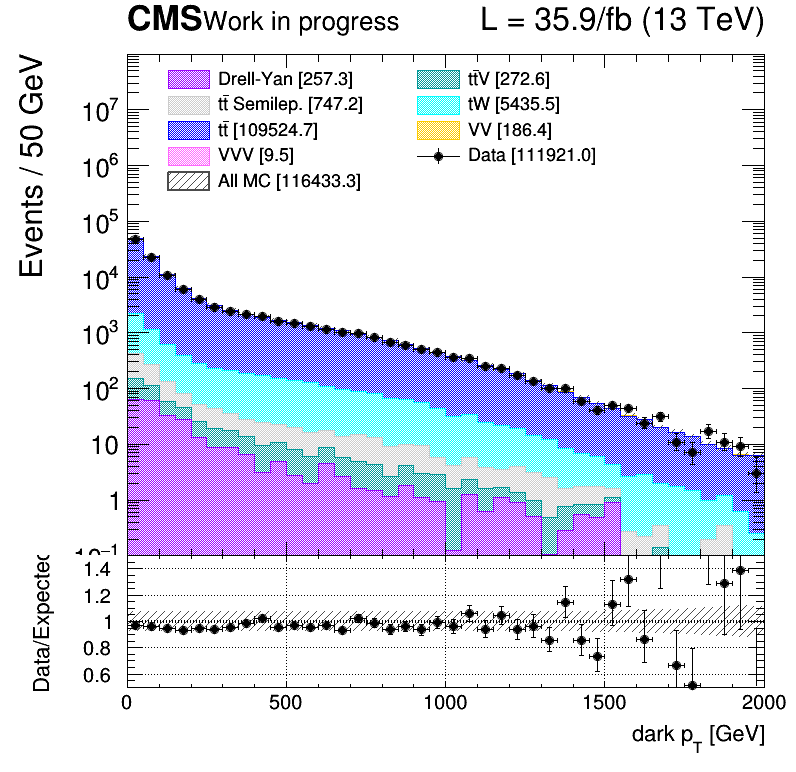 CMS Work in progress L = 35.9/fb (13 TeV)
Events / 50 GeV
Drell-Yan [257.3] tt̄V [272.6]
tt̄ Semilep. [747.2] tW [5435.5]
tt̄ [109524.7] VV [186.4]
VVV [9.5] Data [111921.0]
All MC [116433.3]
10⁷
10⁶
10⁵
10⁴
10³
10²
10
1
10⁻¹
Data/Expected
1.4
1.2
1
0.8
0.6
0 500 1000 1500 2000
dark p_T [GeV]